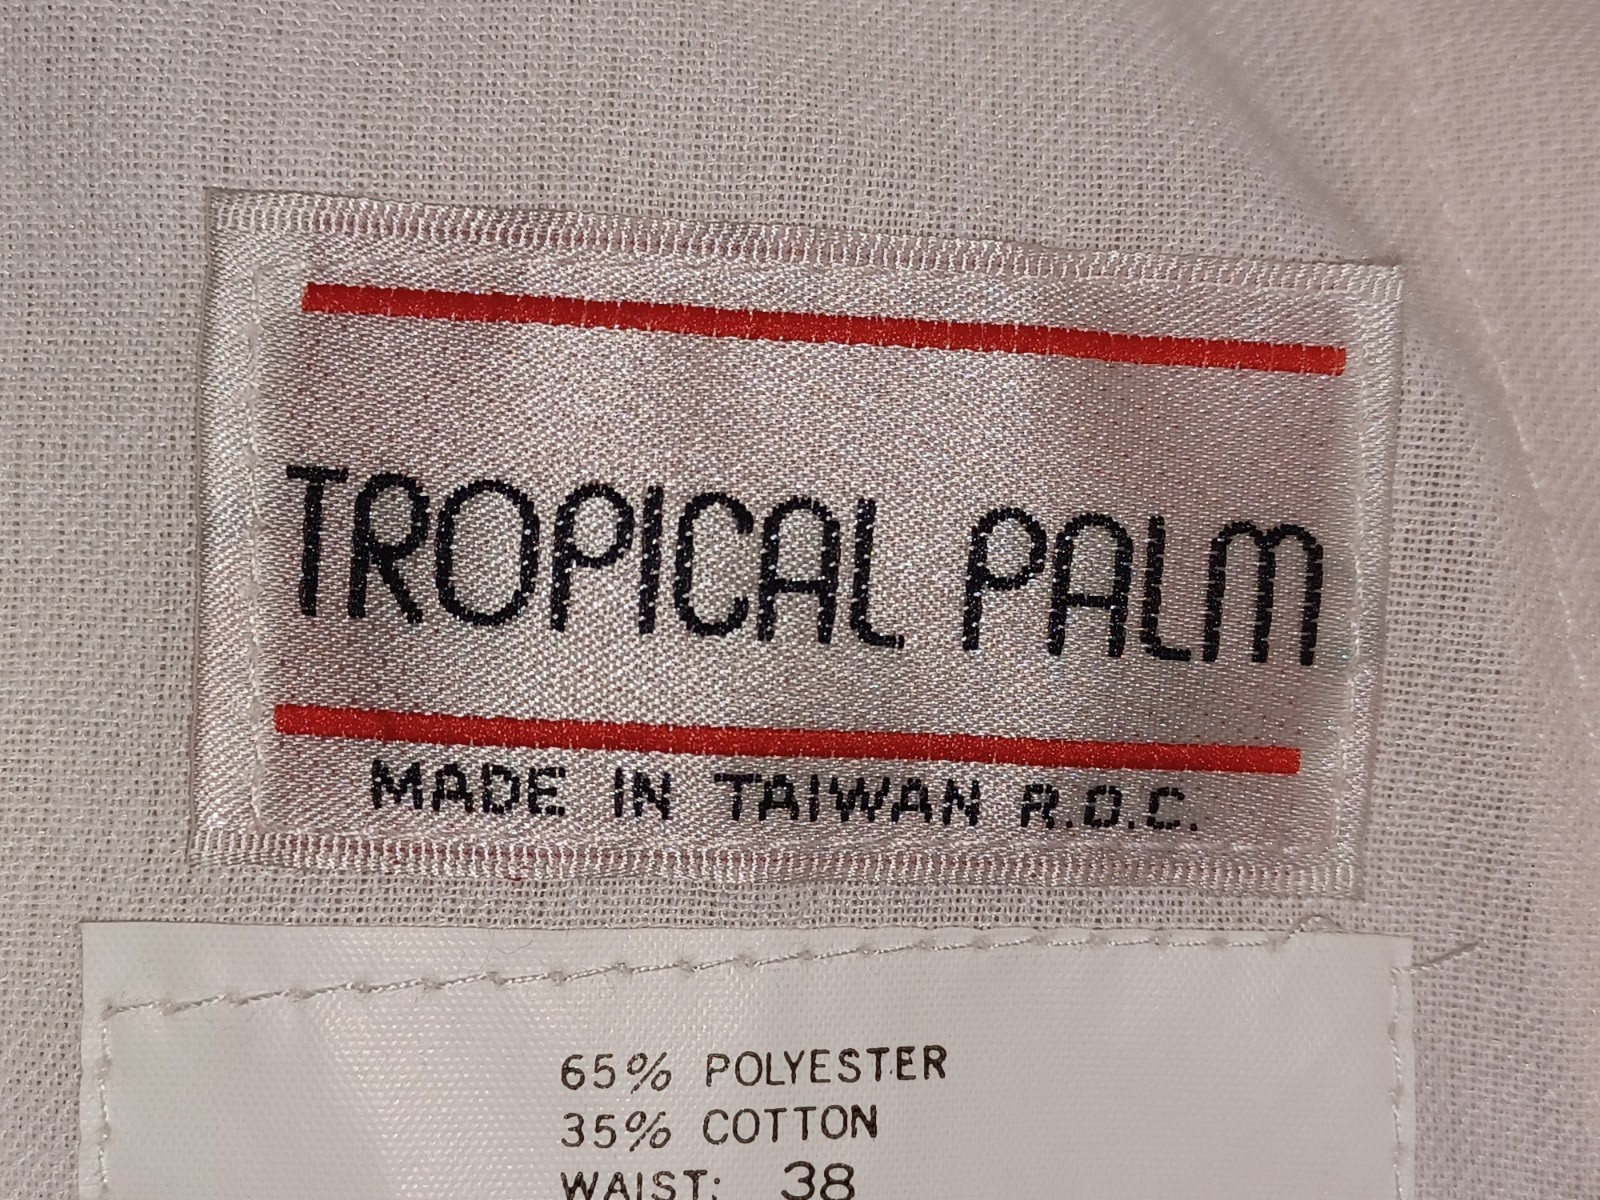 TROPICAL PALM
MADE IN TAIWAN R.O.C.
65% POLYESTER
35% COTTON
WAIST: 38